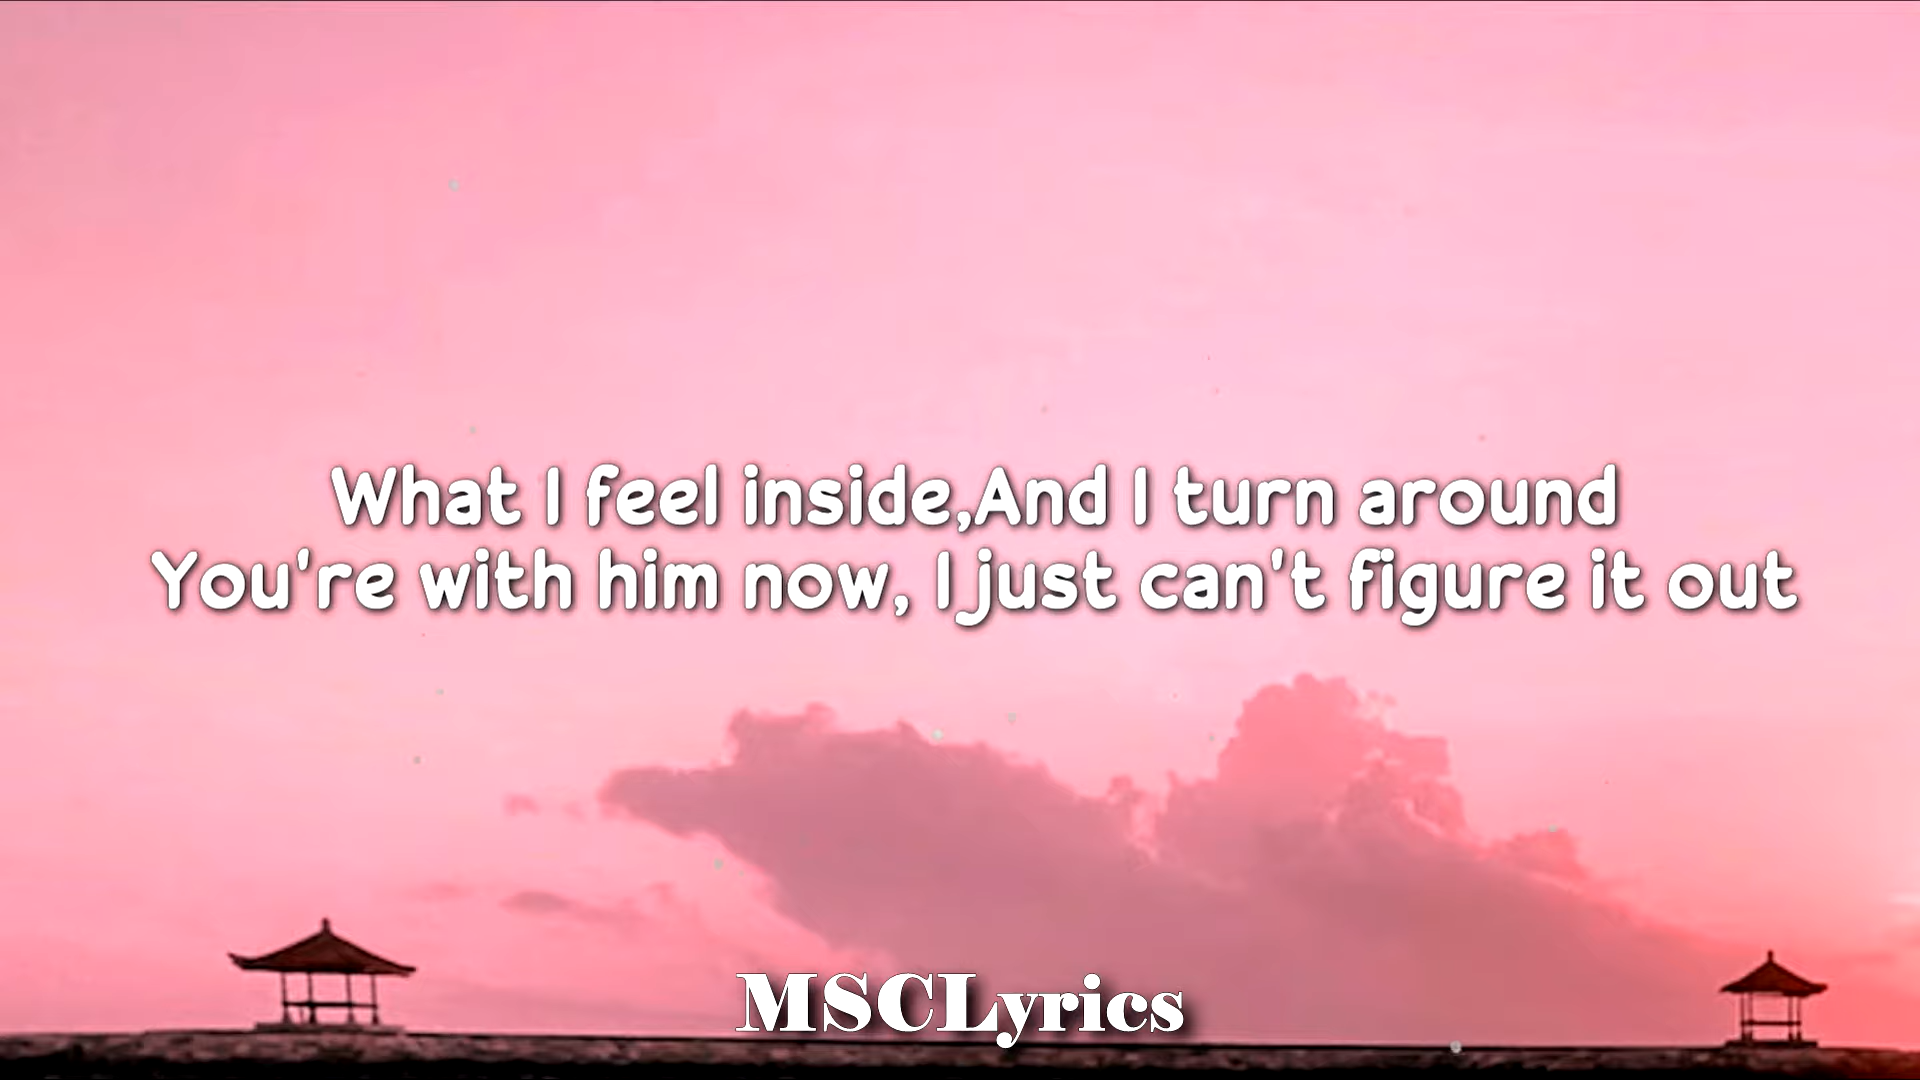 What I feel inside,And I turn around
You're with him now, I just can't figure it out
MSCLyrics